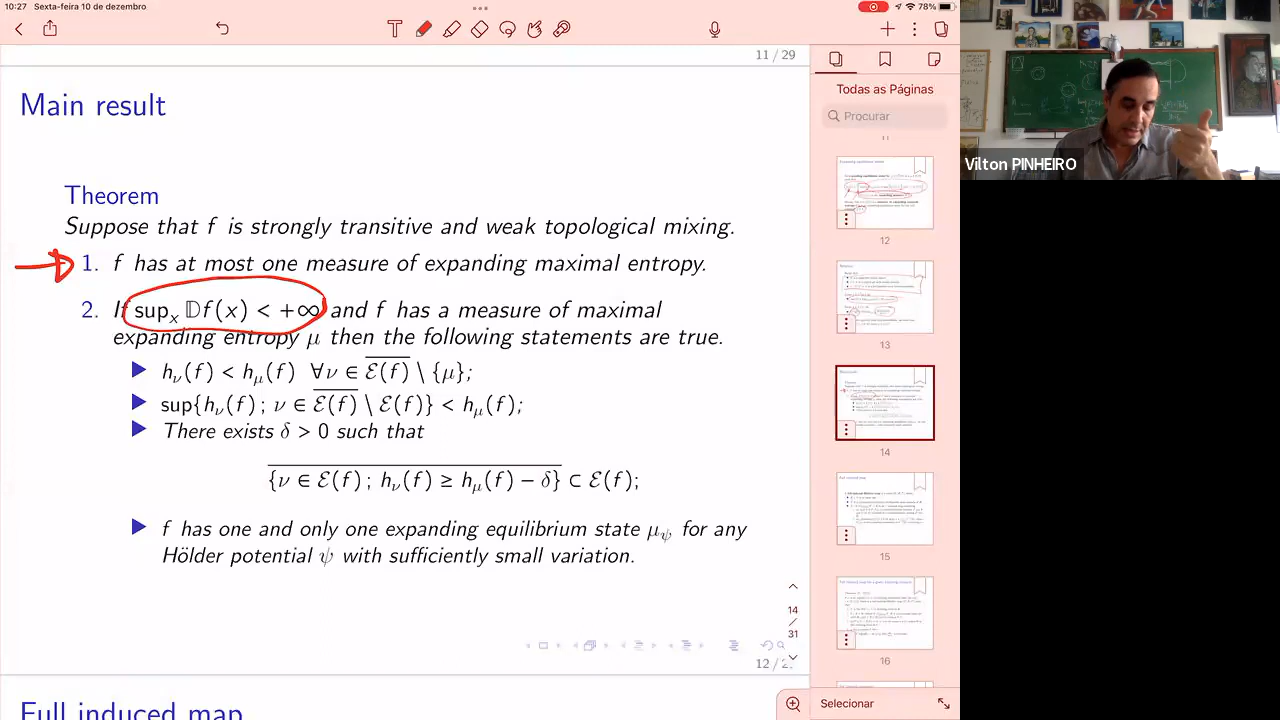 10:27 Sexta-feira 10 de dezembro
78%
11 / 29
Main result
Theorem
Suppose that f is strongly transitive and weak topological mixing.
1. f has at most one measure of expanding maximal entropy.
2. If supₓ Df(x) < +∞ and f has a measure of maximal
expanding entropy μ then the following statements are true.
h_ν(f) < h_μ(f) ∀ν ∈ \overline{ℰ(f)} \ {μ};
∈ ℰ(f)} h_μ(f);
There exists δ > 0 such that
\overline{{ν ∈ ℰ(f) ; h_ν(f) ≥ h_μ(f) − δ}} ⊂ ℰ(f);
f has one and only one expanding equilibrium state μ_ψ for any
Hölder potential ψ with sufficiently small variation.
14
31
12 / 2
Full induced map
Todas as Páginas
Procurar
11
12
13
14
15
16
Selecionar
Vilton PINHEIRO